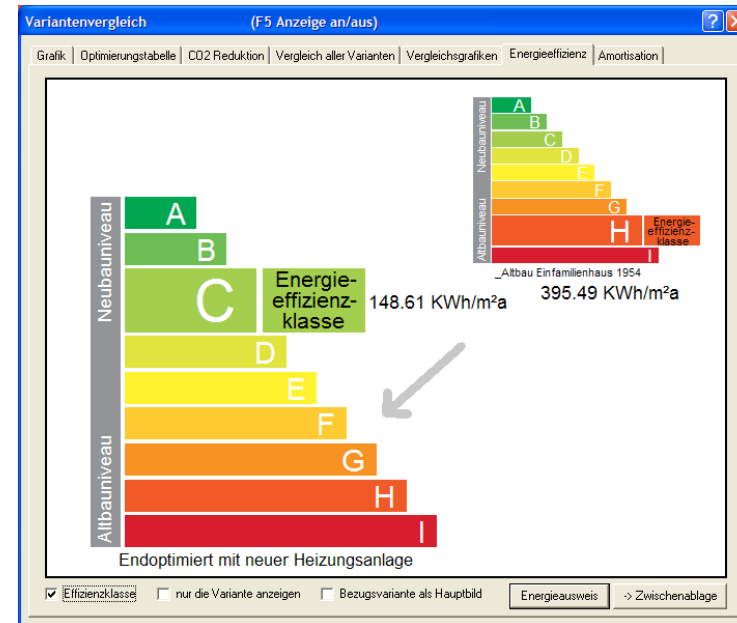 Variantenvergleich (F5 Anzeige an/aus)
Grafik Optimierungstabelle CO2 Reduktion Vergleich aller Varianten Vergleichsgrafiken Energieeffizienz Amortisation
Neubauniveau
Altbauniveau
A
B
C
D
E
F
G
H
I
Energie-
effizienz-
klasse
_Altbau Einfamilienhaus 1954
395.49 KWh/m²a
Neubauniveau
Altbauniveau
A
B
C
Energie-
effizienz-
klasse
148.61 KWh/m²a
D
E
F
G
H
I
Endoptimiert mit neuer Heizungsanlage
Effizienzklasse nur die Variante anzeigen Bezugsvariante als Hauptbild Energieausweis -> Zwischenablage